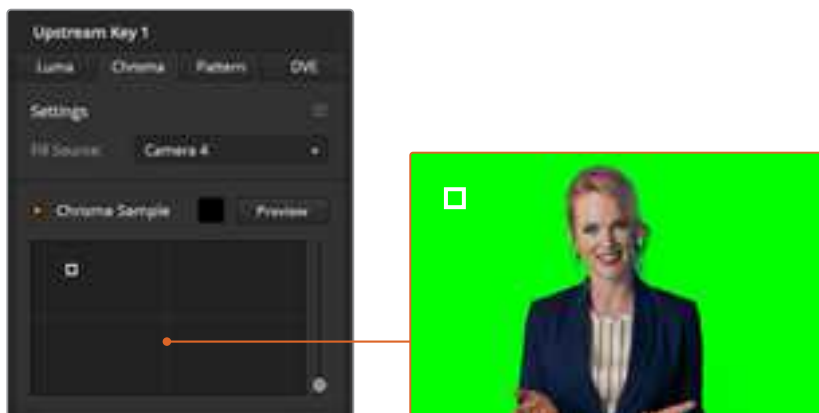 Upstream Key 1
Luma Chroma Pattern DVE
Settings
Fill Source: Camera 4
Chroma Sample Preview